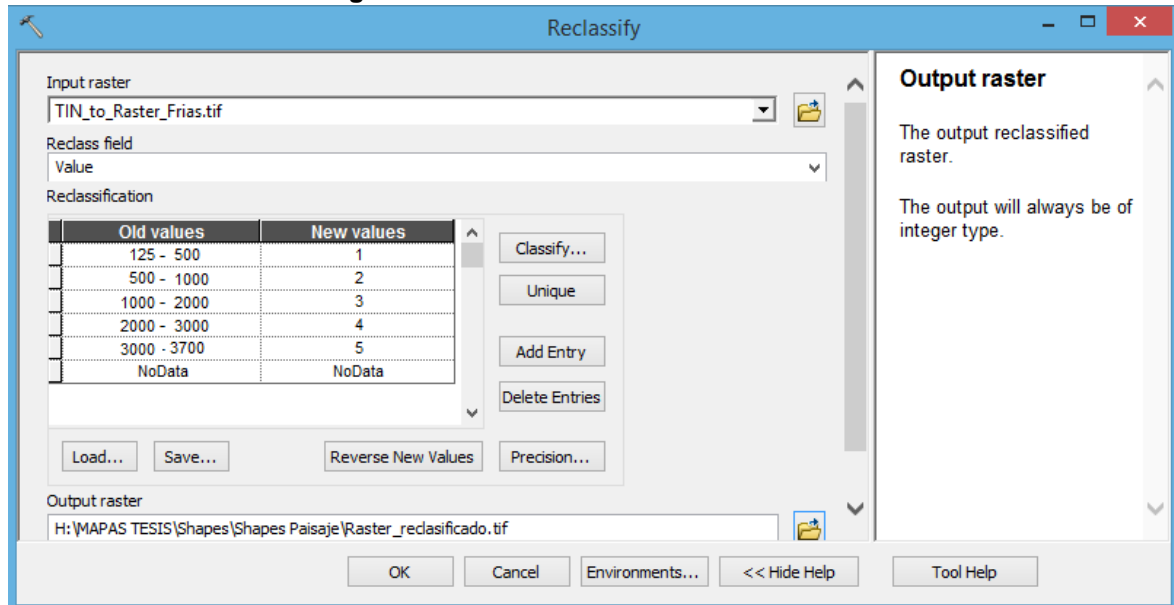 Reclassify
Input raster
TIN_to_Raster_Frias.tif
Reclass field
Value
Reclassification
Old values New values
125 - 500 1
500 - 1000 2
1000 - 2000 3
2000 - 3000 4
3000 - 3700 5
NoData NoData
Classify...
Unique
Add Entry
Delete Entries
Load... Save... Reverse New Values Precision...
Output raster
H:\MAPAS TESIS\Shapes\Shapes Paisaje\Raster_reclasificado.tif
OK Cancel Environments... << Hide Help Tool Help
Output raster
The output reclassified
raster.
The output will always be of
integer type.